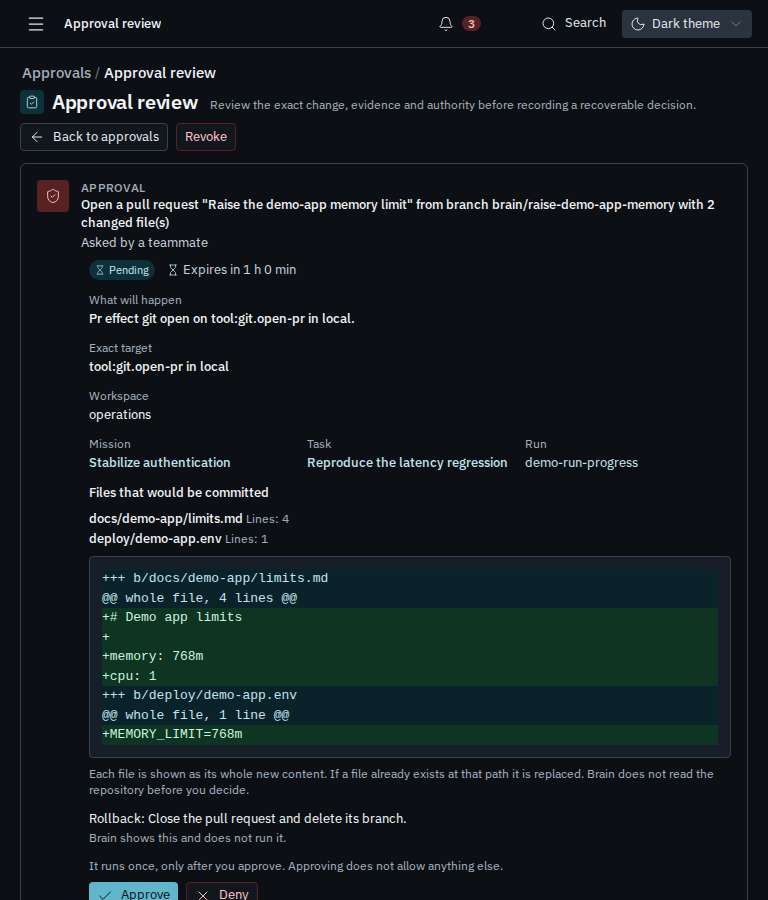 Approval review
3
Search
Dark theme
Approvals / Approval review
Approval review Review the exact change, evidence and authority before recording a recoverable decision.
Back to approvals
Revoke
APPROVAL
Open a pull request "Raise the demo-app memory limit" from branch brain/raise-demo-app-memory with 2
changed file(s)
Asked by a teammate
Pending
Expires in 1 h 0 min
What will happen
Pr effect git open on tool:git.open-pr in local.
Exact target
tool:git.open-pr in local
Workspace
operations
Mission Task Run
Stabilize authentication Reproduce the latency regression demo-run-progress
Files that would be committed
docs/demo-app/limits.md Lines: 4
deploy/demo-app.env Lines: 1
+++ b/docs/demo-app/limits.md
@@ whole file, 4 lines @@
+# Demo app limits
+
+memory: 768m
+cpu: 1
+++ b/deploy/demo-app.env
@@ whole file, 1 line @@
+MEMORY_LIMIT=768m
Each file is shown as its whole new content. If a file already exists at that path it is replaced. Brain does not read the
repository before you decide.
Rollback: Close the pull request and delete its branch.
Brain shows this and does not run it.
It runs once, only after you approve. Approving does not allow anything else.
Approve
Deny